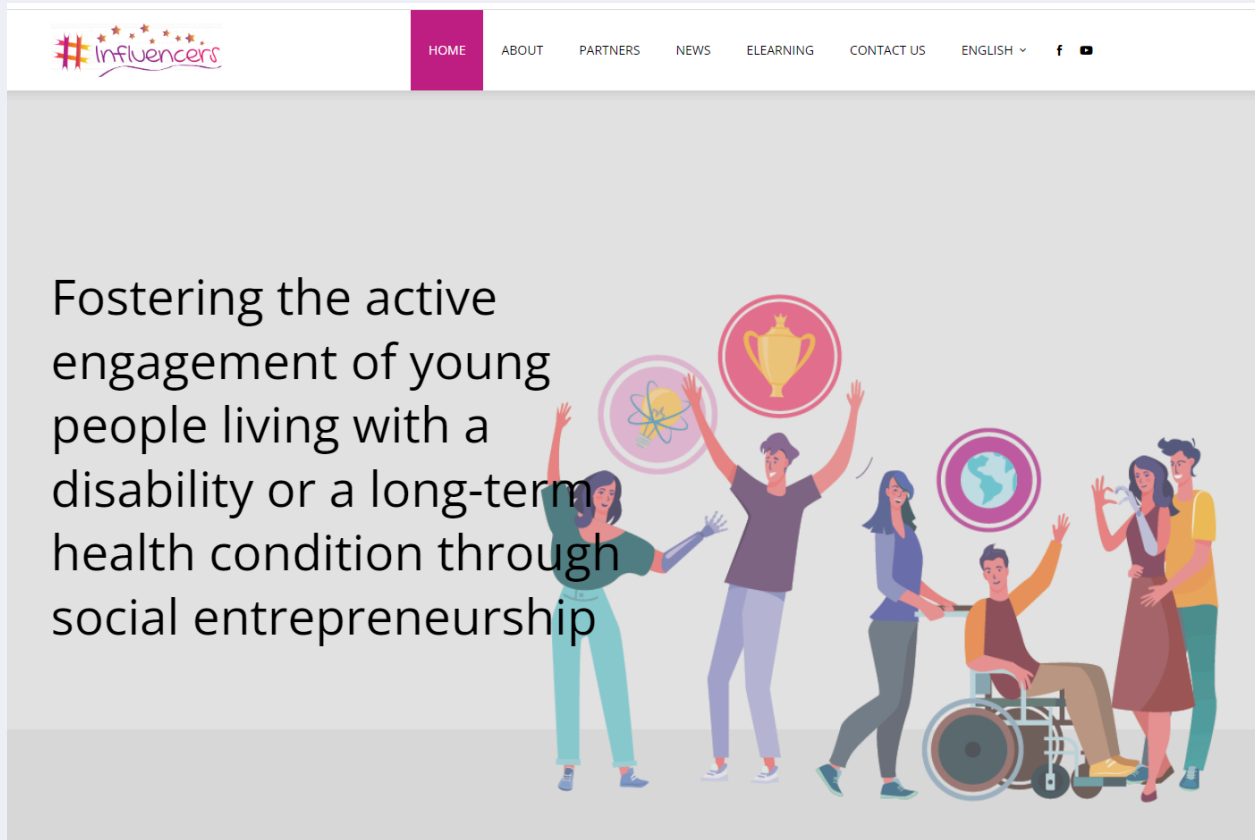 #influencers
HOME ABOUT PARTNERS NEWS ELEARNING CONTACT US ENGLISH
Fostering the active
engagement of young
people living with a
disability or a long-term
health condition through
social entrepreneurship